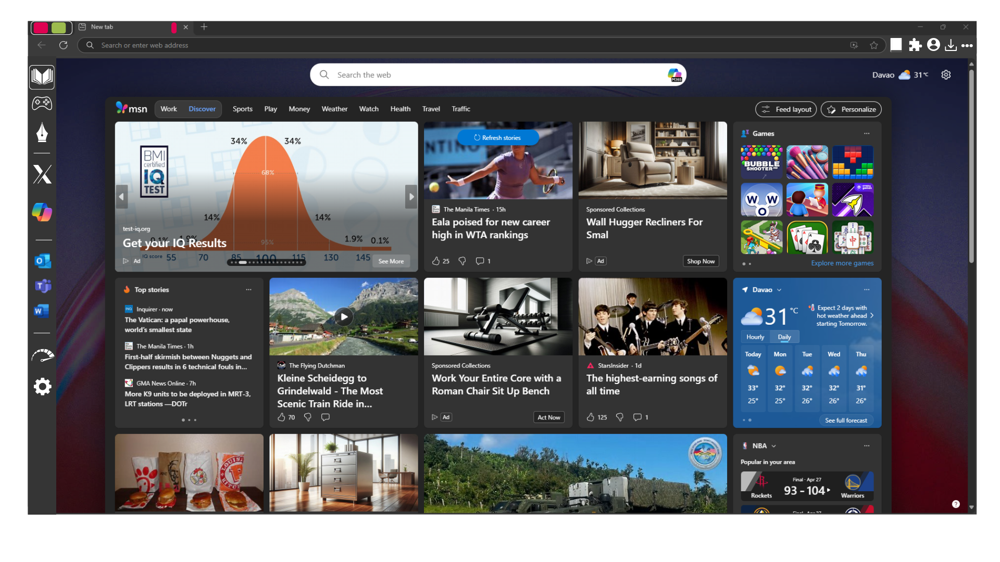 New tab
Search or enter web address
Search the web
M365
Davao 31°C
msn Work Discover Sports Play Money Weather Watch Health Travel Traffic
Feed layout Personalize
BMI
certified
IQ
TEST
34% 34%
68%
14% 14%
95%
0.1% 1.9% 1.9% 0.1%
IQ score 55 70 85 100 115 130 145
test-iq.org
Get your IQ Results
Ad
See More
Refresh stories
The Manila Times · 15h
Eala poised for new career
high in WTA rankings
25 1
Sponsored Collections
Wall Hugger Recliners For
Smal
Ad
Shop Now
Games
BUBBLE
SHOOTER HD
W W
O
crazy
games
Explore more games
Top stories
INQ Inquirer · now
The Vatican: a papal powerhouse,
world's smallest state
The Manila Times · 1h
First-half skirmish between Nuggets and
Clippers results in 6 technical fouls in...
GMA News Online · 7h
More K9 units to be deployed in MRT-3,
LRT stations —DOTr
The Flying Dutchman
Kleine Scheidegg to
Grindelwald - The Most
Scenic Train Ride in...
70
Sponsored Collections
Work Your Entire Core with a
Roman Chair Sit Up Bench
Ad
Act Now
StarsInsider · 1d
The highest-earning songs of
all time
125 1
Davao
31 °C
Expect 2 days with
hot weather ahead
starting Tomorrow.
Hourly Daily
Today Mon Tue Wed Thu
33° 32° 32° 32° 31°
25° 25° 26° 26° 26°
See full forecast
NBA
Popular in your area
Final · Apr 27
93 - 104
Rockets Warriors
Final · Apr 27